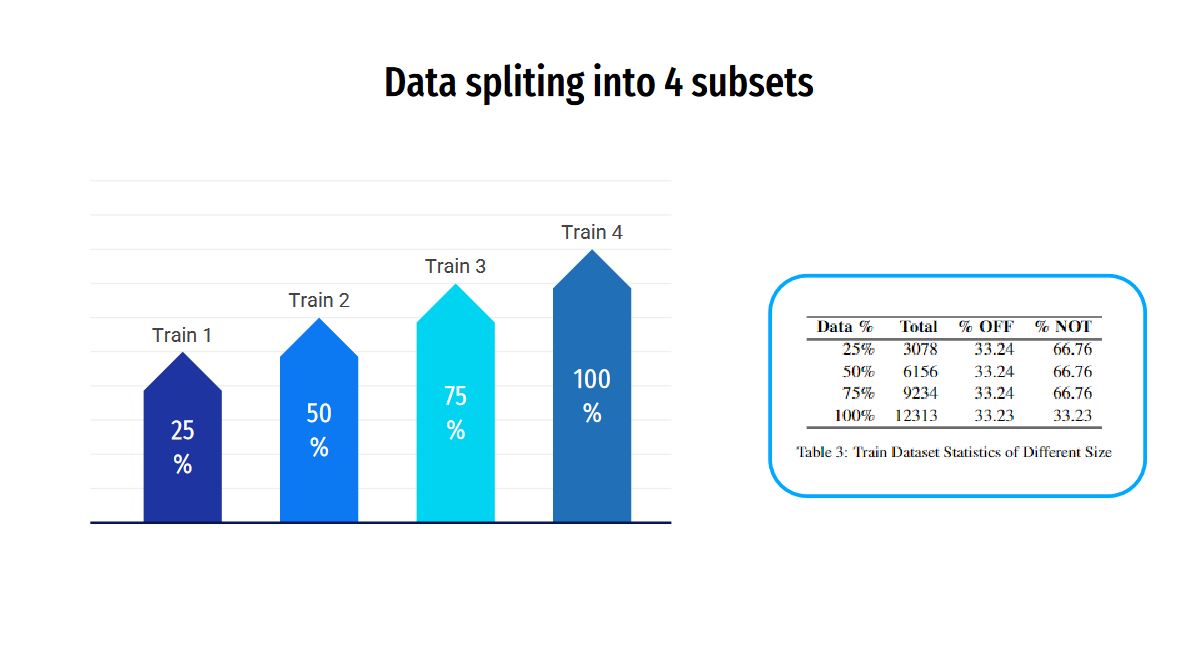 Data spliting into 4 subsets
Train 4
Train 3
Train 2
Train 1
25
%
50
%
75
%
100
%
Data % Total % OFF % NOT
25% 3078 33.24 66.76
50% 6156 33.24 66.76
75% 9234 33.24 66.76
100% 12313 33.23 33.23
Table 3: Train Dataset Statistics of Different Size